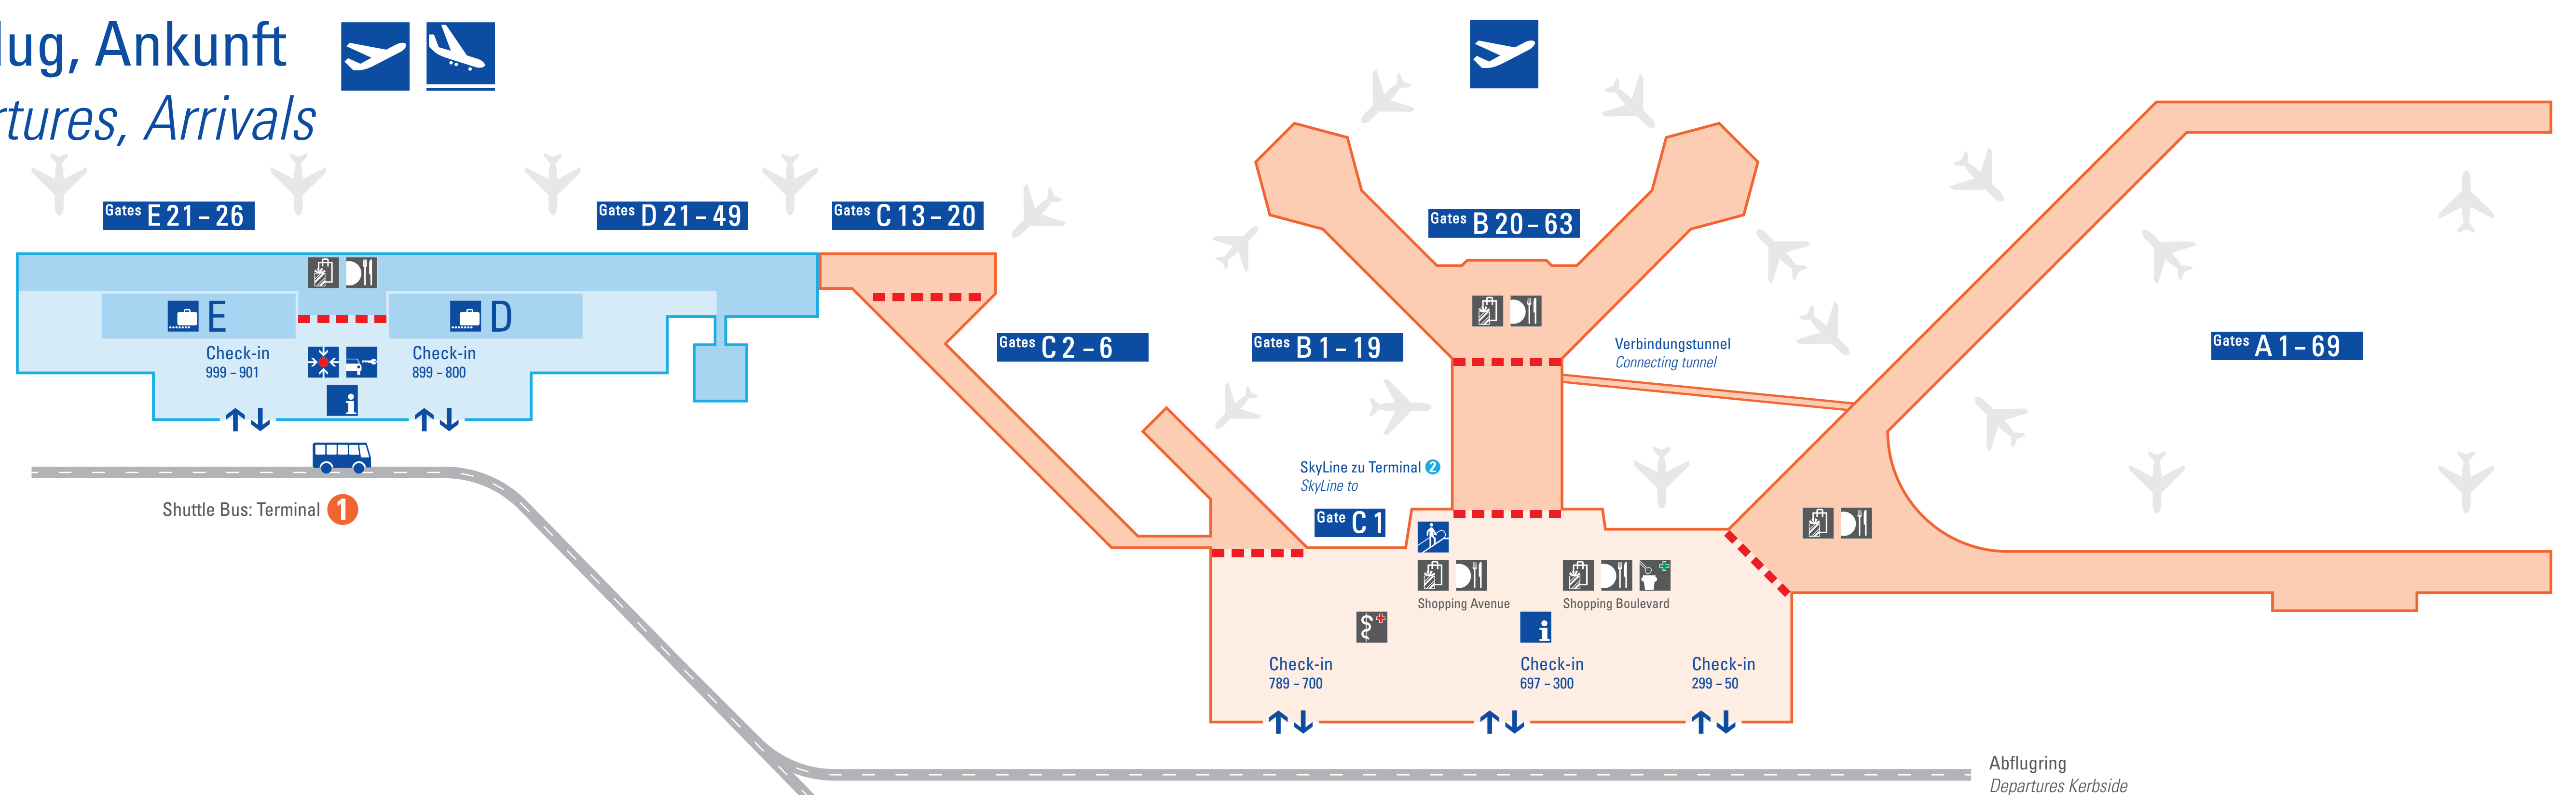 lug, Ankunft
rtures, Arrivals
Gates E 21 – 26
Gates D 21 – 49
Gates C 13 – 20
Gates B 20 – 63
E
D
Check-in
999 – 901
Check-in
899 – 800
Gates C 2 – 6
Gates B 1 – 19
Verbindungstunnel
Connecting tunnel
Gates A 1 – 69
Shuttle Bus: Terminal 1
SkyLine zu Terminal 2
SkyLine to
Gate C 1
Shopping Avenue
Shopping Boulevard
Check-in
789 – 700
Check-in
697 – 300
Check-in
299 – 50
Abflugring
Departures Kerbside